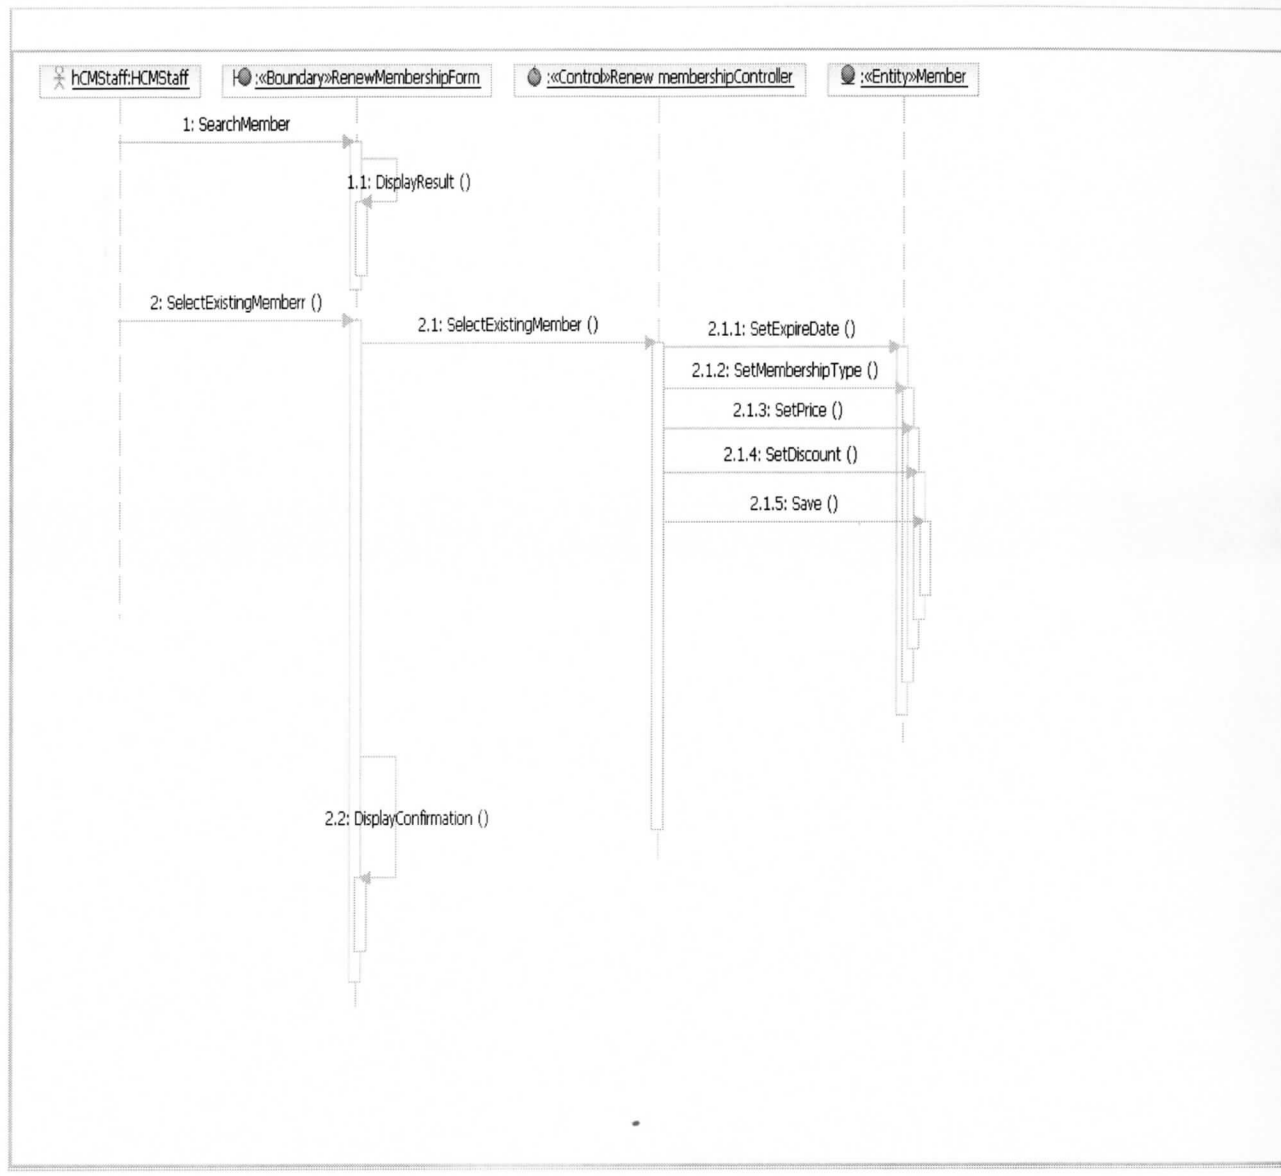 hCMStaff:HCMStaff
:«Boundary»RenewMembershipForm
:«Control»Renew membershipController
:«Entity»Member
1: SearchMember
1.1: DisplayResult ()
2: SelectExistingMemberr ()
2.1: SelectExistingMember ()
2.1.1: SetExpireDate ()
2.1.2: SetMembershipType ()
2.1.3: SetPrice ()
2.1.4: SetDiscount ()
2.1.5: Save ()
2.2: DisplayConfirmation ()